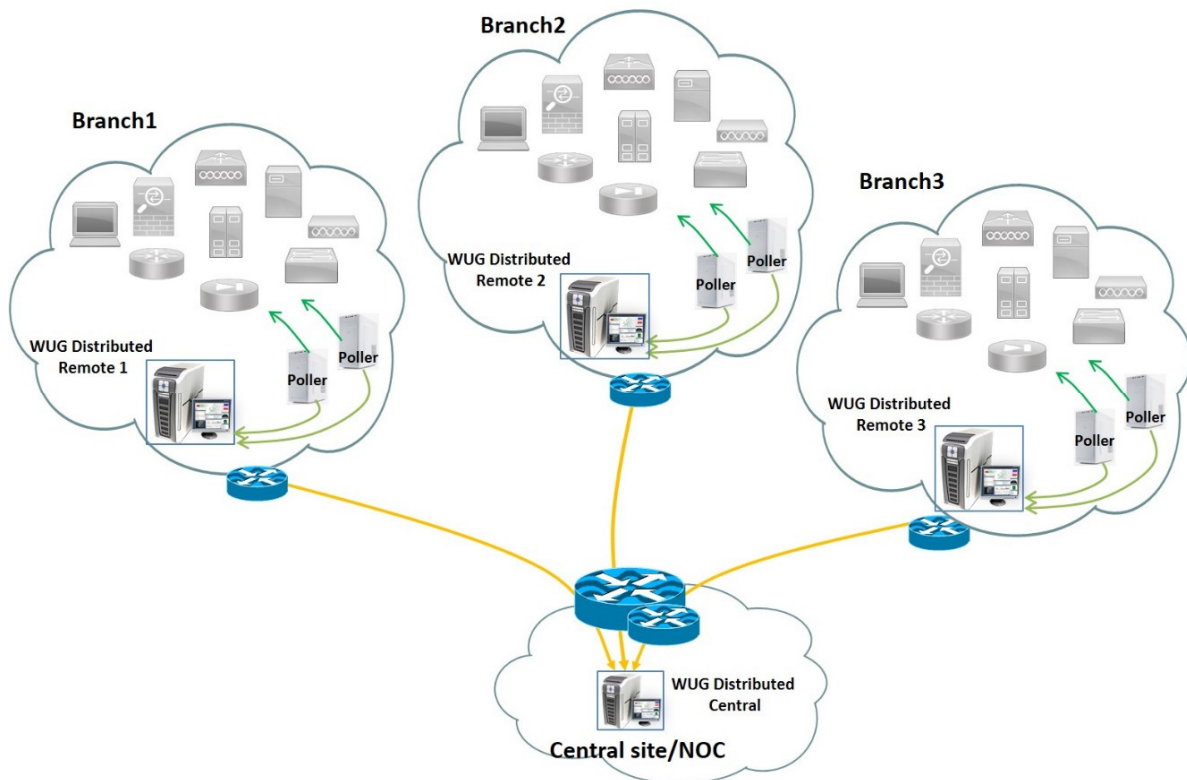 Branch1
Branch2
Branch3
WUG Distributed
Remote 1
Poller
Poller
WUG Distributed
Remote 2
Poller
Poller
WUG Distributed
Remote 3
Poller
Poller
WUG Distributed
Central
Central site/NOC